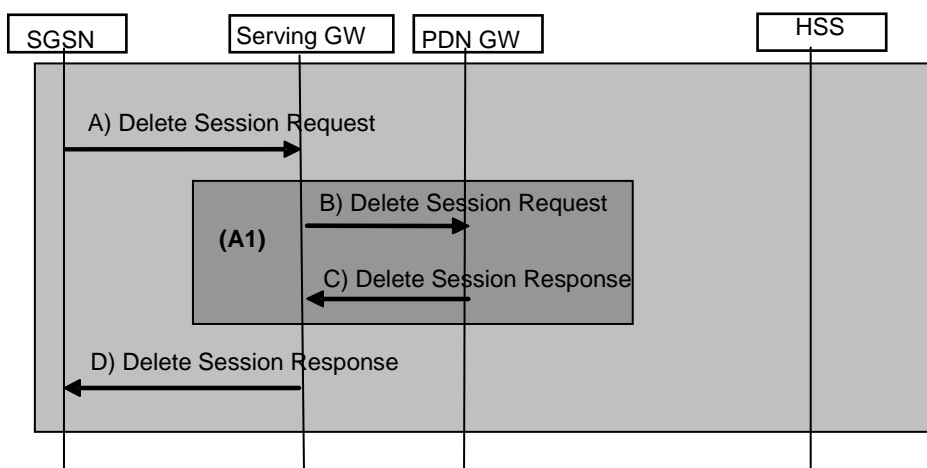 SGSN
Serving GW
PDN GW
HSS
A) Delete Session Request
B) Delete Session Request
(A1)
C) Delete Session Response
D) Delete Session Response